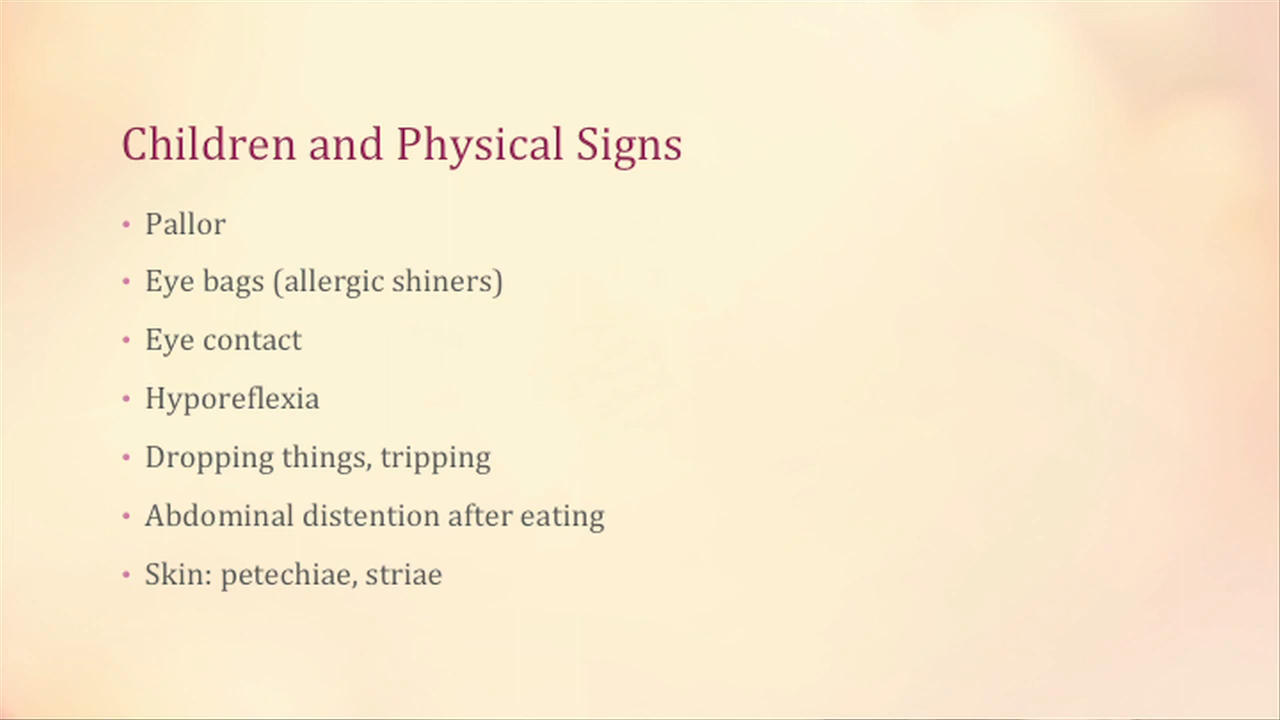 Children and Physical Signs
• Pallor
• Eye bags (allergic shiners)
• Eye contact
• Hyporeflexia
• Dropping things, tripping
• Abdominal distention after eating
• Skin: petechiae, striae